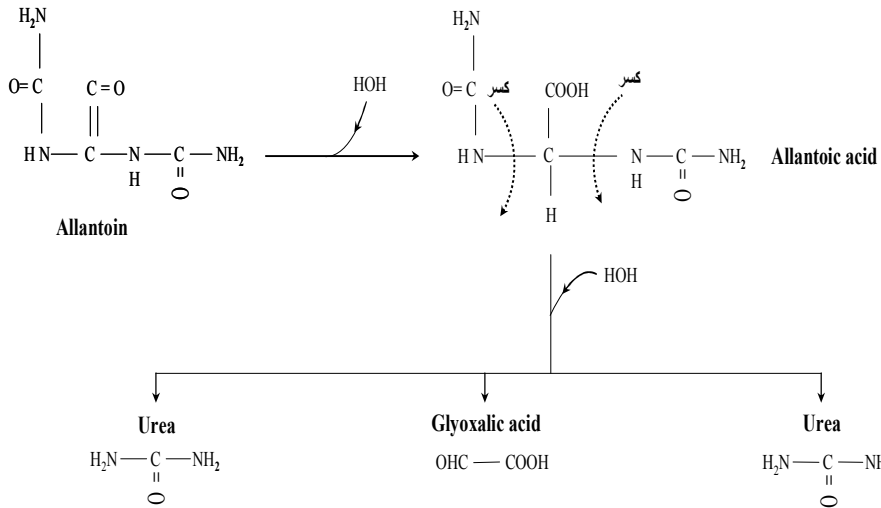 H₂N
O=C C=O
HN—C—N—C—NH₂
H O
Allantoin
HOH
H₂N
O=C كسر COOH كسر
HN—C—N—C—NH₂
H H O
Allantoic acid
HOH
Urea
H₂N—C—NH₂
O
Glyoxalic acid
OHC—COOH
Urea
H₂N—C—NH
O